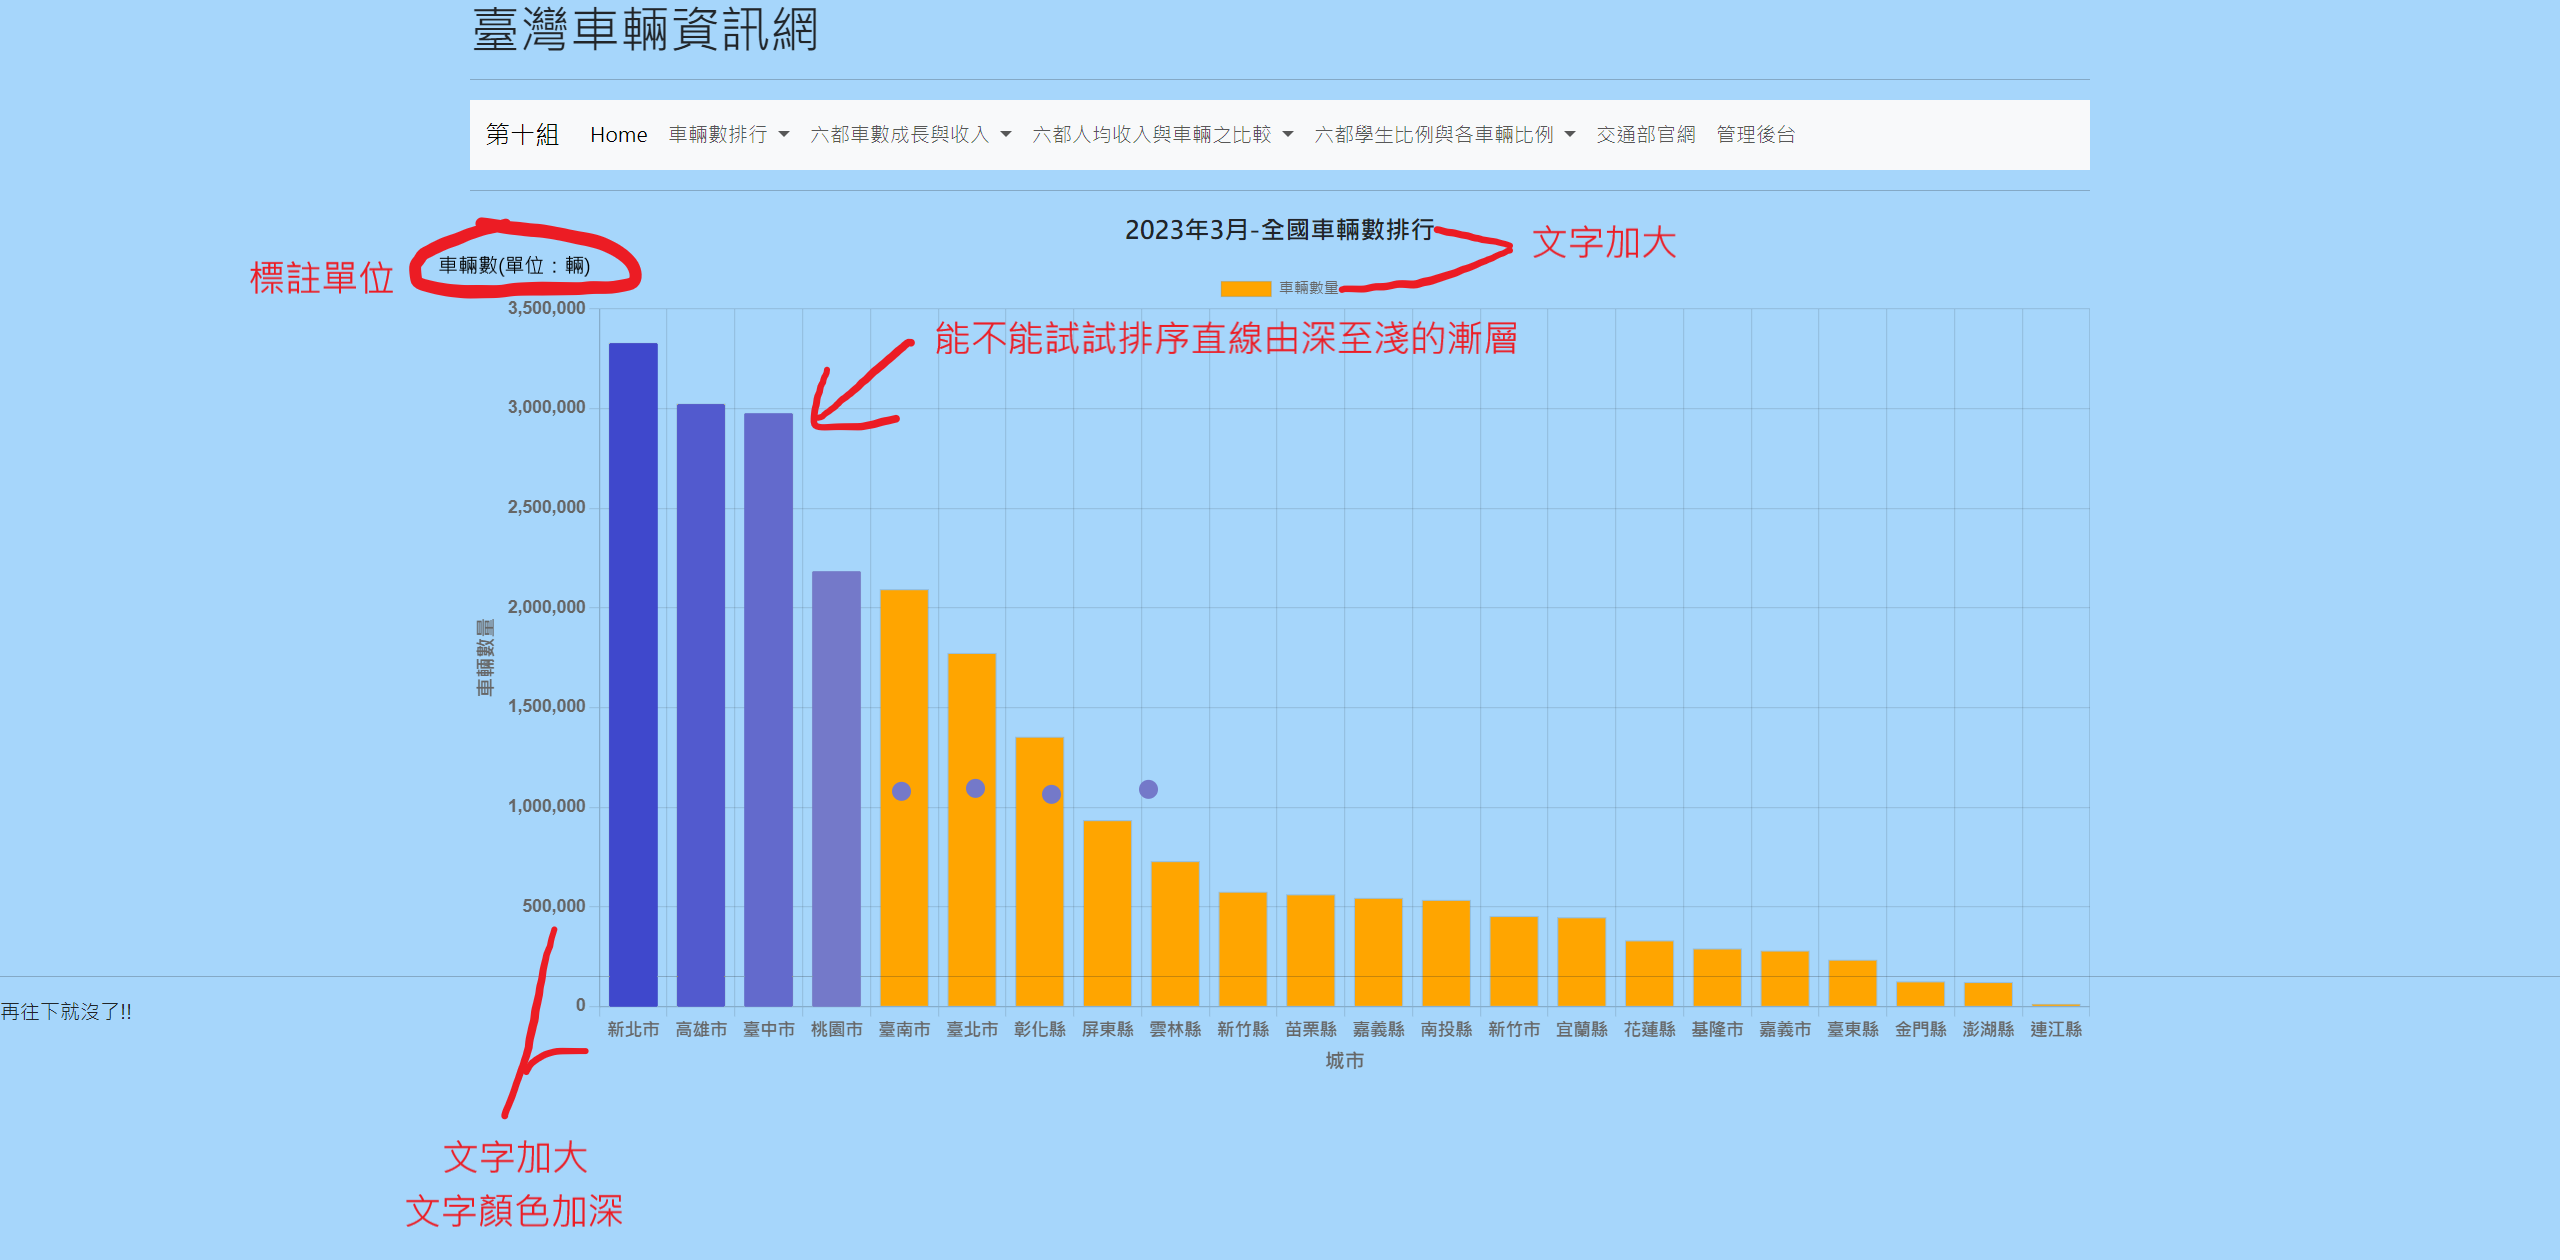 臺灣車輛資訊網
第十組 Home 車輛數排行 六都車數成長與收入 六都人均收入與車輛之比較 六都學生比例與各車輛比例 交通部官網 管理後台
2023年3月-全國車輛數排行
文字加大
標註單位
車輛數(單位：輛)
車輛數量
能不能試試排序直線由深至淺的漸層
3,500,000
3,000,000
2,500,000
2,000,000
1,500,000
1,000,000
500,000
0
車輛數量
新北市 高雄市 臺中市 桃園市 臺南市 臺北市 彰化縣 屏東縣 雲林縣 新竹縣 苗栗縣 嘉義縣 南投縣 新竹市 宜蘭縣 花蓮縣 基隆市 嘉義市 臺東縣 金門縣 澎湖縣 連江縣
城市
再往下就沒了!!
文字加大
文字顏色加深